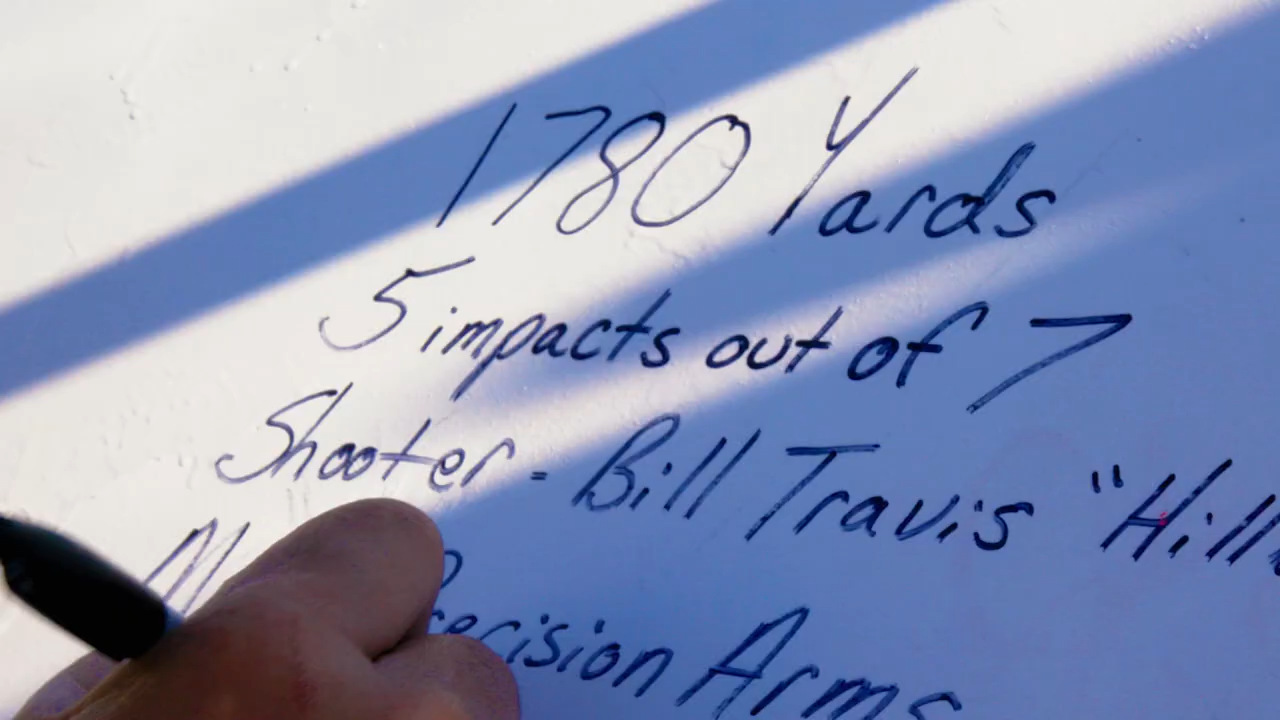 1780 Yards
5 impacts out of 7
Shooter - Bill Travis "Hill
Precision Arms